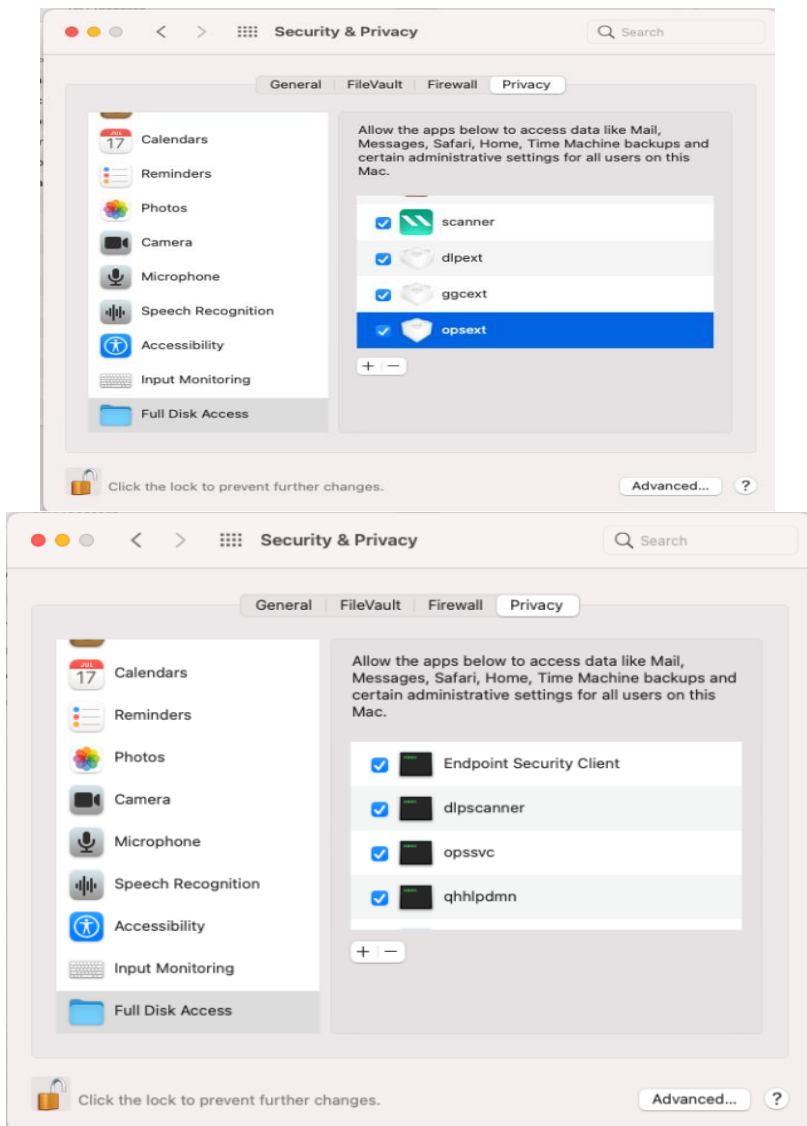 Security & Privacy
Search
General FileVault Firewall Privacy
JUL
17
Calendars
Reminders
Photos
Camera
Microphone
Speech Recognition
Accessibility
Input Monitoring
Full Disk Access
Allow the apps below to access data like Mail,
Messages, Safari, Home, Time Machine backups and
certain administrative settings for all users on this
Mac.
scanner
dlpext
ggcext
opsext
+ −
Click the lock to prevent further changes.
Advanced... ?
Security & Privacy
Search
General FileVault Firewall Privacy
JUL
17
Calendars
Reminders
Photos
Camera
Microphone
Speech Recognition
Accessibility
Input Monitoring
Full Disk Access
Allow the apps below to access data like Mail,
Messages, Safari, Home, Time Machine backups and
certain administrative settings for all users on this
Mac.
Endpoint Security Client
dlpscanner
opssvc
qhhlpdmn
+ −
Click the lock to prevent further changes.
Advanced... ?